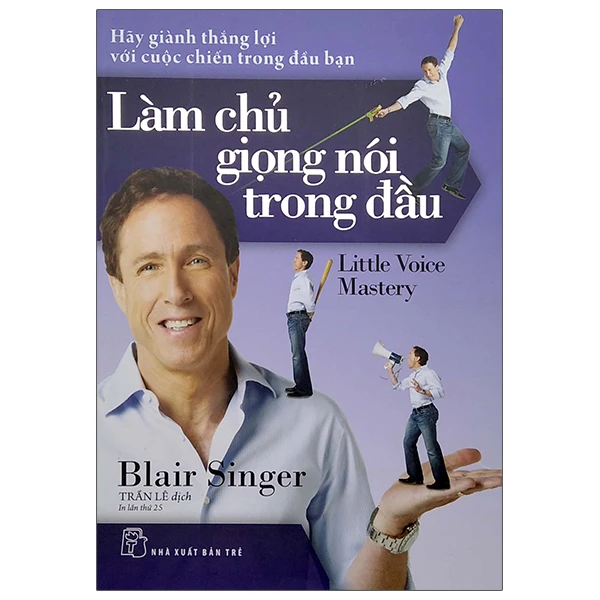 Hãy giành thắng lợi
với cuộc chiến trong đầu bạn
Làm chủ
giọng nói
trong đầu
Little Voice
Mastery
Blair Singer
TRẦN LÊ dịch
In lần thứ 25
T
NHÀ XUẤT BẢN TRẺ